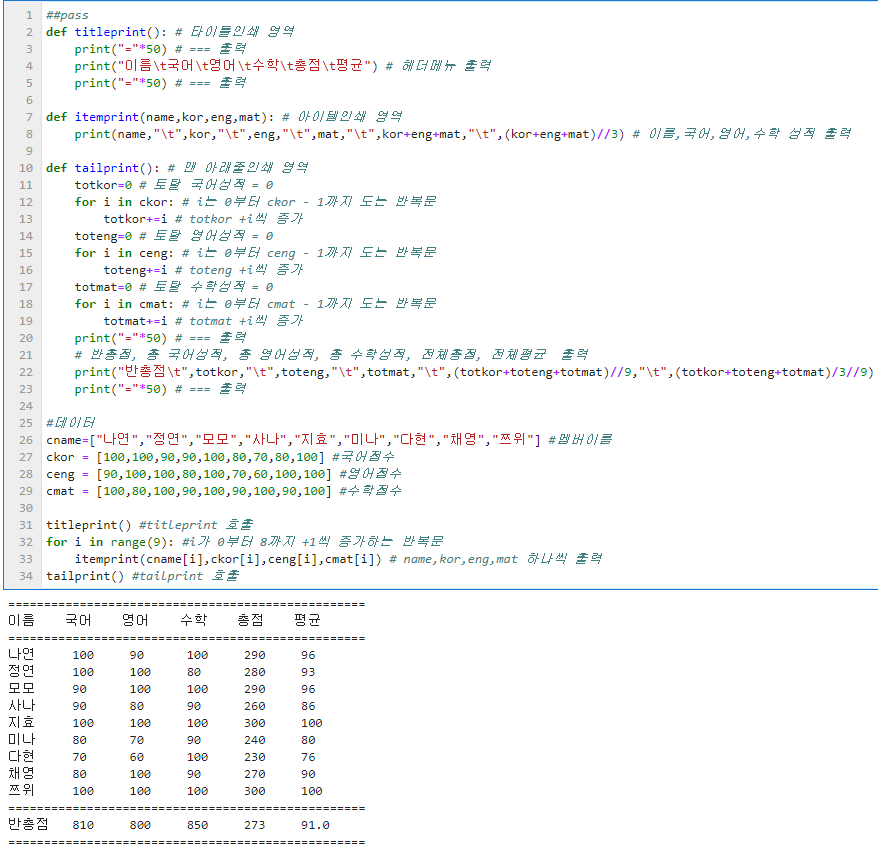 1 ##pass
2 def titleprint(): # 타이틀인쇄 영역
3 print("="*50) # === 출력
4 print("이름\t국어\t영어\t수학\t총점\t평균") # 헤더메뉴 출력
5 print("="*50) # === 출력
6
7 def itemprint(name,kor,eng,mat): # 아이템인쇄 영역
8 print(name,"\t",kor,"\t",eng,"\t",mat,"\t",kor+eng+mat,"\t",(kor+eng+mat)//3) # 이름,국어,영어,수학 성적 출력
9
10 def tailprint(): # 맨 아래줄인쇄 영역
11 totkor=0 # 토탈 국어성적 = 0
12 for i in ckor: # i는 0부터 ckor - 1까지 도는 반복문
13 totkor+=i # totkor +i씩 증가
14 toteng=0 # 토탈 영어성적 = 0
15 for i in ceng: # i는 0부터 ceng - 1까지 도는 반복문
16 toteng+=i # toteng +i씩 증가
17 totmat=0 # 토탈 수학성적 = 0
18 for i in cmat: # i는 0부터 cmat - 1까지 도는 반복문
19 totmat+=i # totmat +i씩 증가
20 print("="*50) # === 출력
21 # 반총점, 총 국어성적, 총 영어성적, 총 수학성적, 전체총점, 전체평균 출력
22 print("반총점\t",totkor,"\t",toteng,"\t",totmat,"\t",(totkor+toteng+totmat)//9,"\t",(totkor+toteng+totmat)/3//9)
23 print("="*50) # === 출력
24
25 #데이터
26 cname=["나연","정연","모모","사나","지효","미나","다현","채영","쯔위"] #멤버이름
27 ckor = [100,100,90,90,100,80,70,80,100] #국어점수
28 ceng = [90,100,100,80,100,70,60,100,100] #영어점수
29 cmat = [100,80,100,90,100,90,100,90,100] #수학점수
30
31 titleprint() #titleprint 호출
32 for i in range(9): #i가 0부터 8까지 +1씩 증가하는 반복문
33 itemprint(cname[i],ckor[i],ceng[i],cmat[i]) # name,kor,eng,mat 하나씩 출력
34 tailprint() #tailprint 호출
==================================================
이름 국어 영어 수학 총점 평균
==================================================
나연 100 90 100 290 96
정연 100 100 80 280 93
모모 90 100 100 290 96
사나 90 80 90 260 86
지효 100 100 100 300 100
미나 80 70 90 240 80
다현 70 60 100 230 76
채영 80 100 90 270 90
쯔위 100 100 100 300 100
==================================================
반총점 810 800 850 273 91.0
==================================================